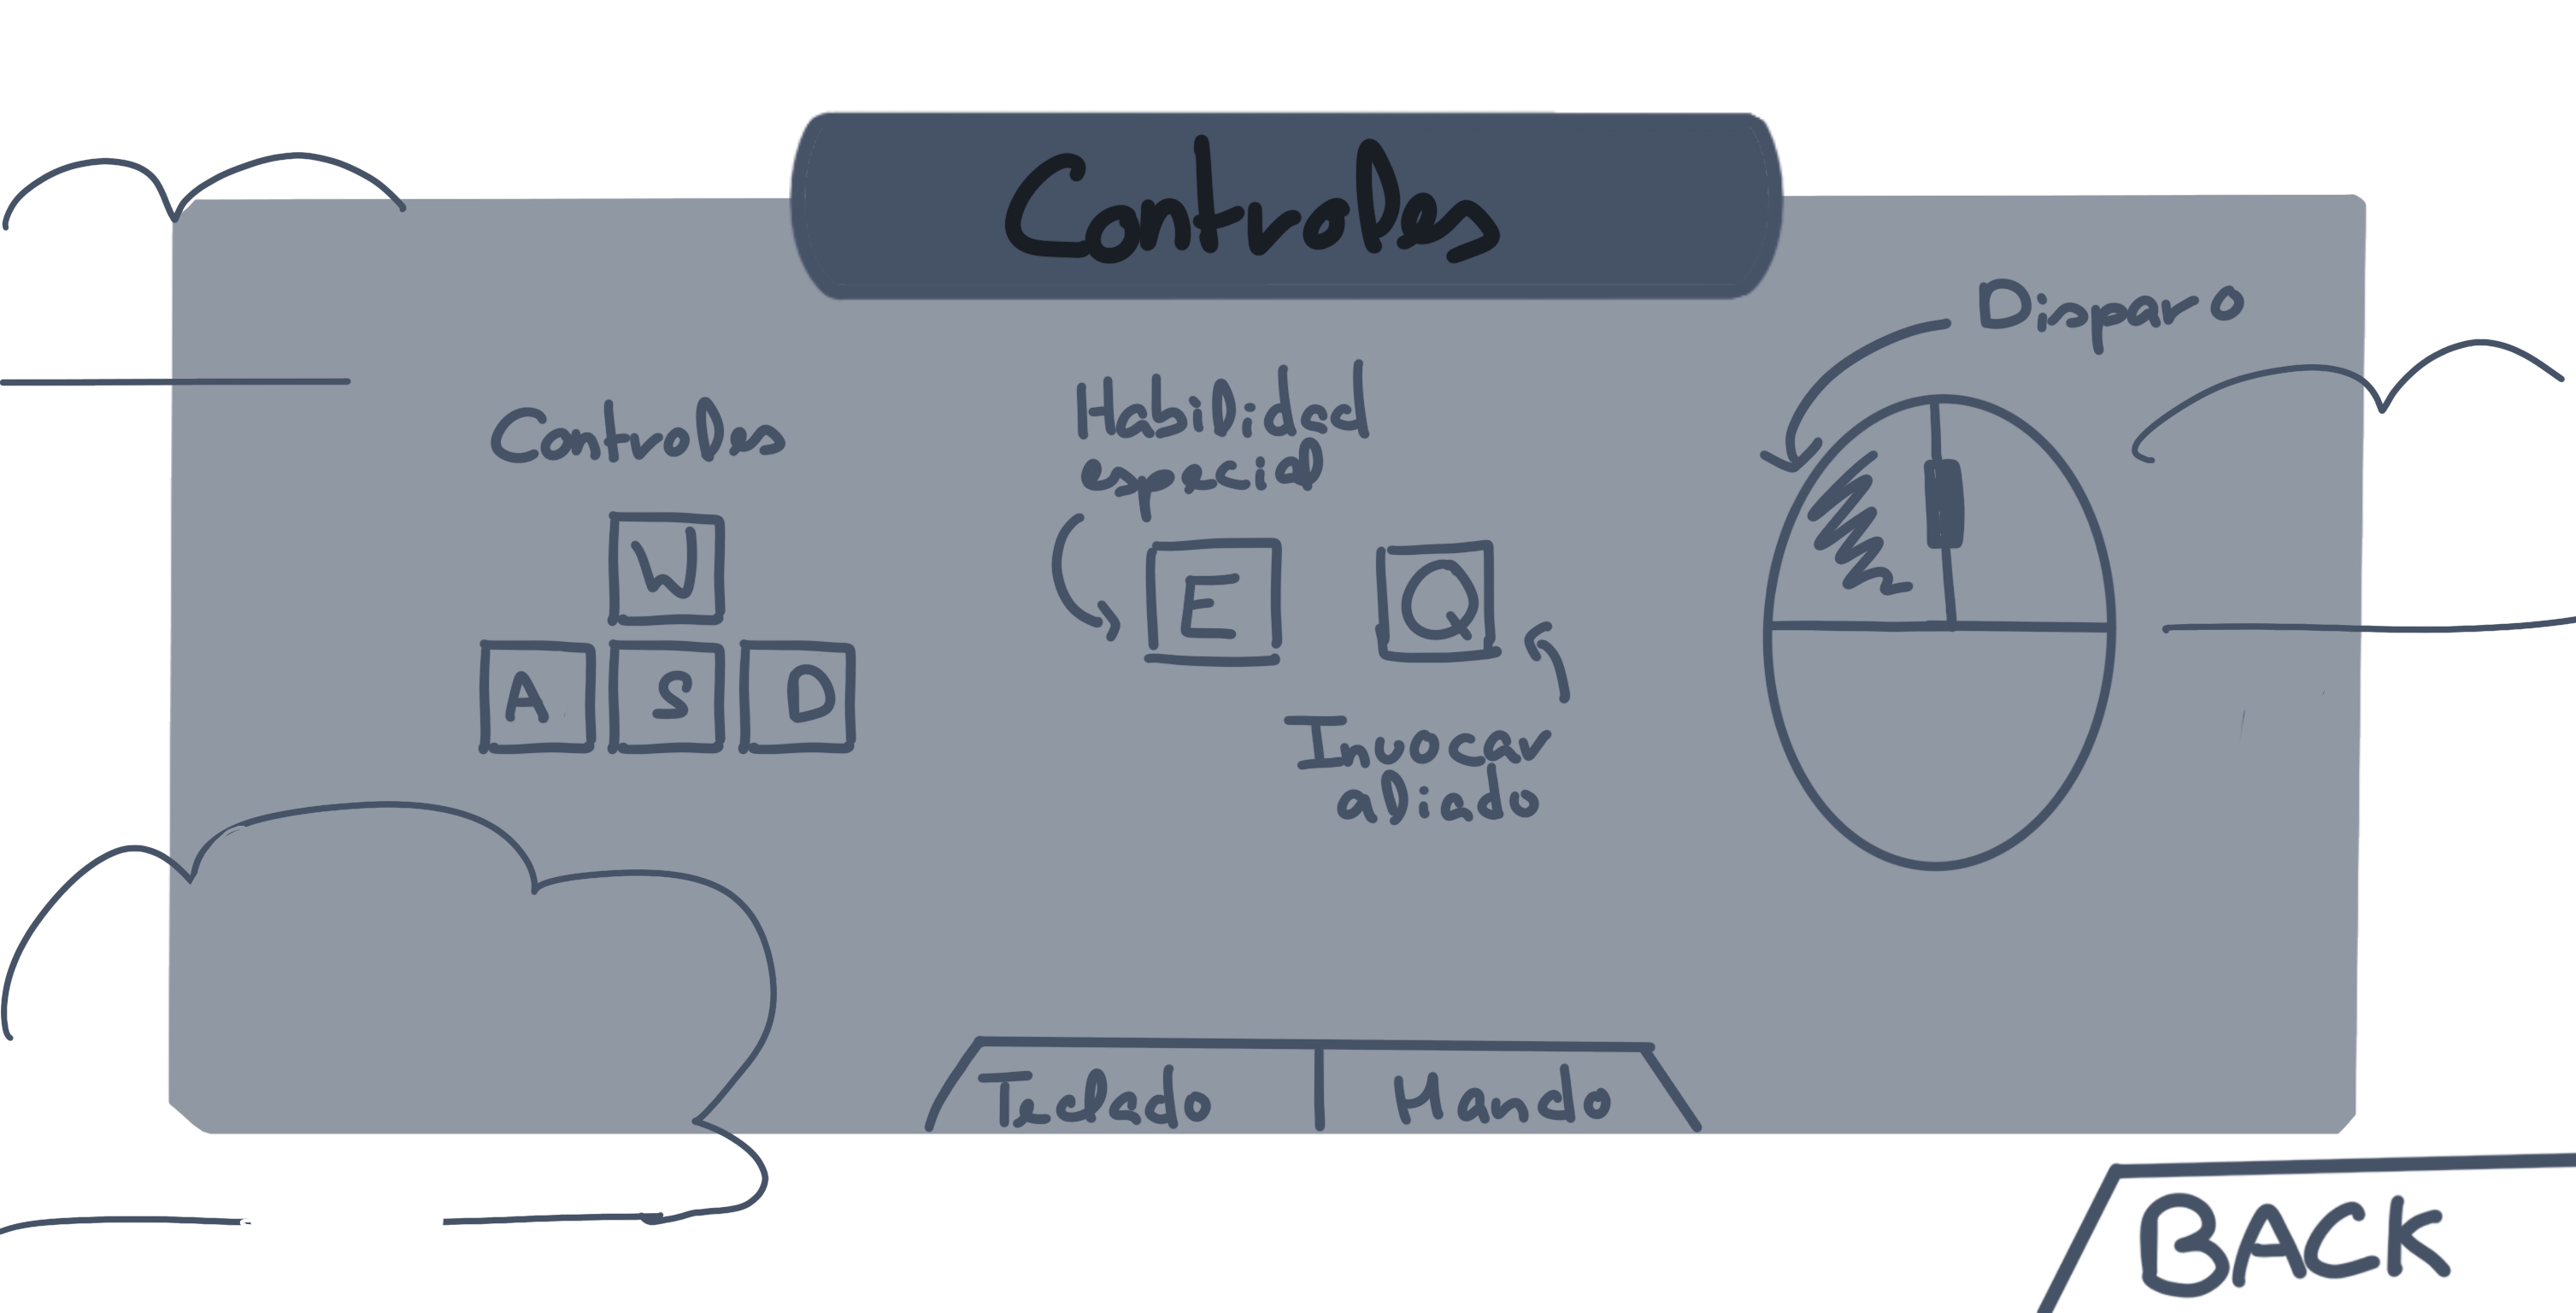 Controles
Disparo
Controles
Habilidad
especial
W
E
Q
A S D
Invocar
aliado
Teclado
Mando
BACK